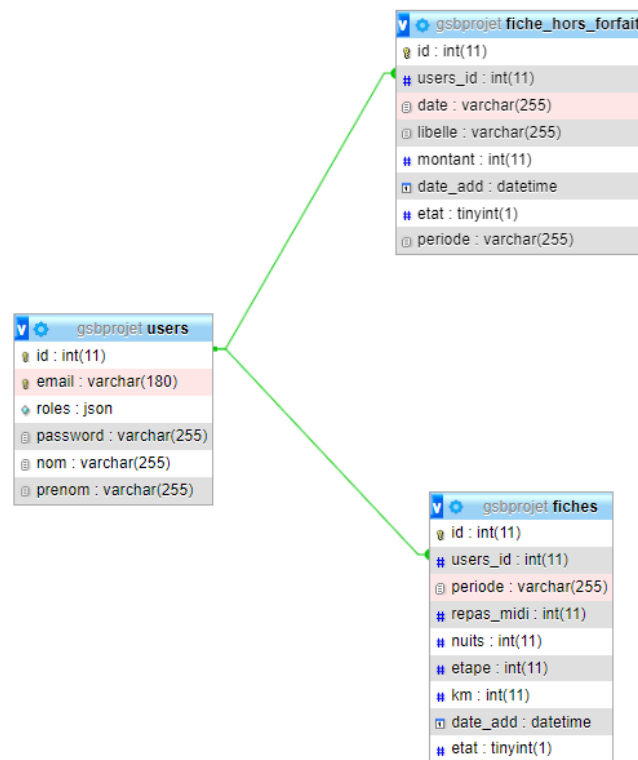 gsbprojet fiche_hors_forfait
id : int(11)
users_id : int(11)
date : varchar(255)
libelle : varchar(255)
montant : int(11)
date_add : datetime
etat : tinyint(1)
periode : varchar(255)
gsbprojet users
id : int(11)
email : varchar(180)
roles : json
password : varchar(255)
nom : varchar(255)
prenom : varchar(255)
gsbprojet fiches
id : int(11)
users_id : int(11)
periode : varchar(255)
repas_midi : int(11)
nuits : int(11)
etape : int(11)
km : int(11)
date_add : datetime
etat : tinyint(1)